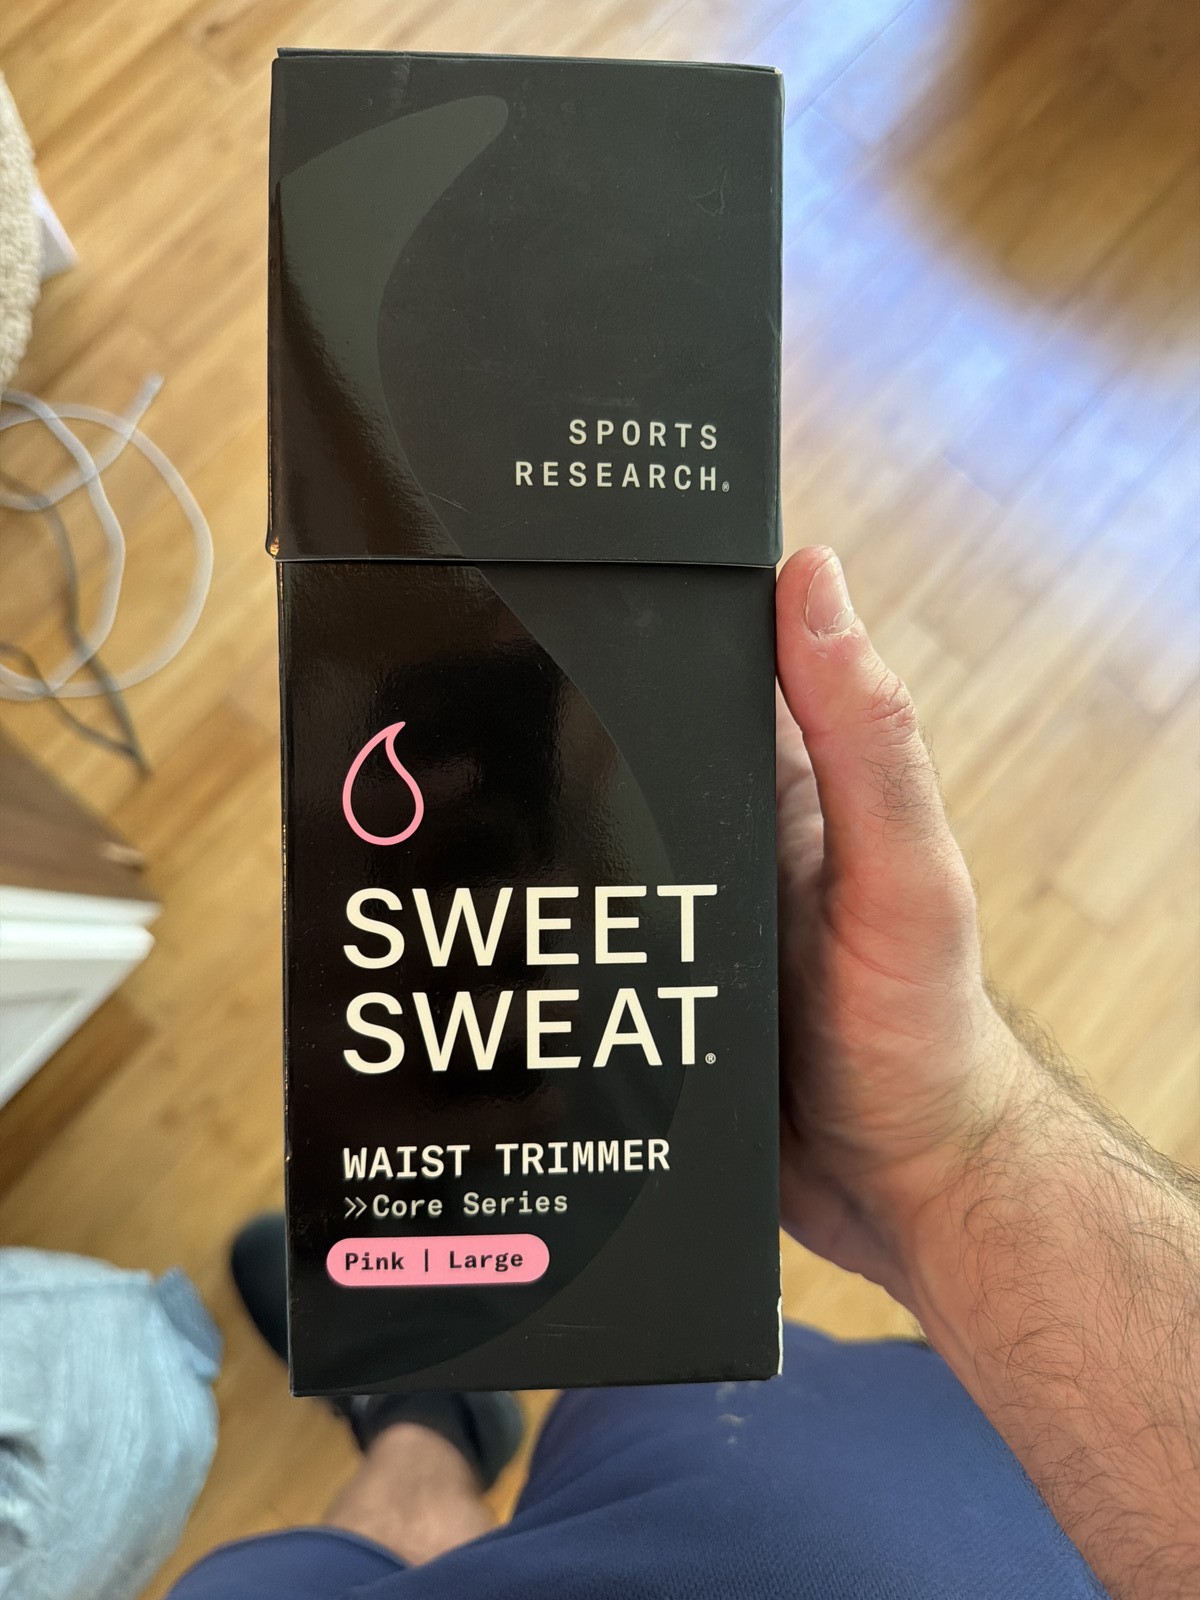 SPORTS
RESEARCH®
SWEET
SWEAT®
WAIST TRIMMER
»Core Series
Pink | Large